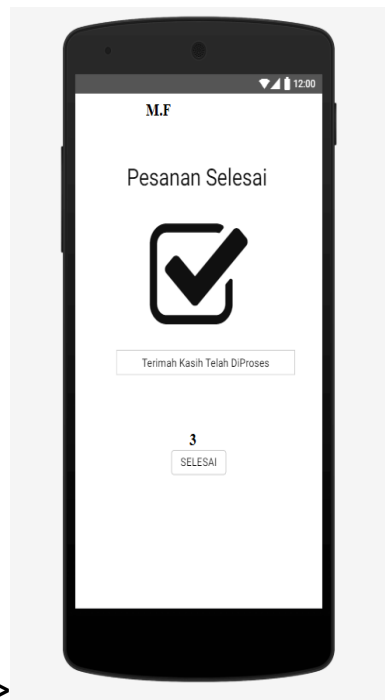 12:00
M.F
Pesanan Selesai
Terimah Kasih Telah DiProses
3
SELESAI
>